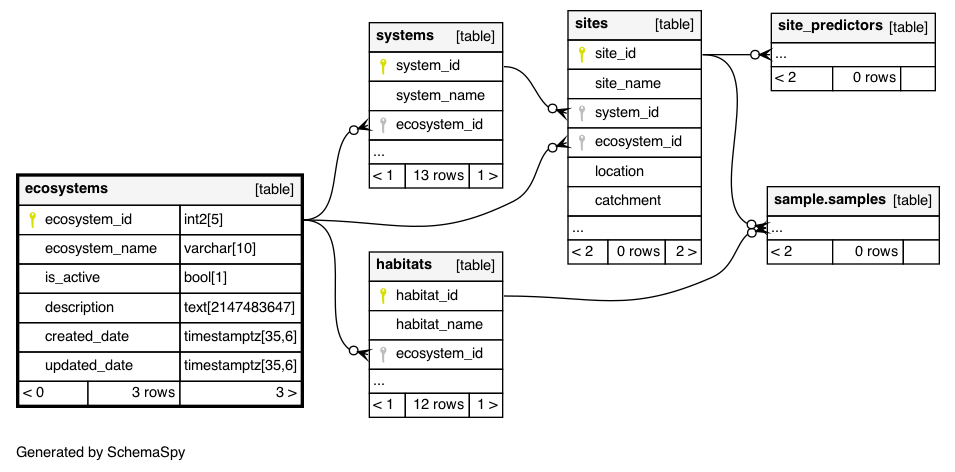 ecosystems [table]
ecosystem_id int2[5]
ecosystem_name varchar[10]
is_active bool[1]
description text[2147483647]
created_date timestamptz[35,6]
updated_date timestamptz[35,6]
< 0 3 rows 3 >
systems [table]
system_id
system_name
ecosystem_id
...
< 1 13 rows 1 >
habitats [table]
habitat_id
habitat_name
ecosystem_id
...
< 1 12 rows 1 >
sites [table]
site_id
site_name
system_id
ecosystem_id
location
catchment
...
< 2 0 rows 2 >
site_predictors [table]
...
< 2 0 rows
sample.samples [table]
...
< 2 0 rows
Generated by SchemaSpy